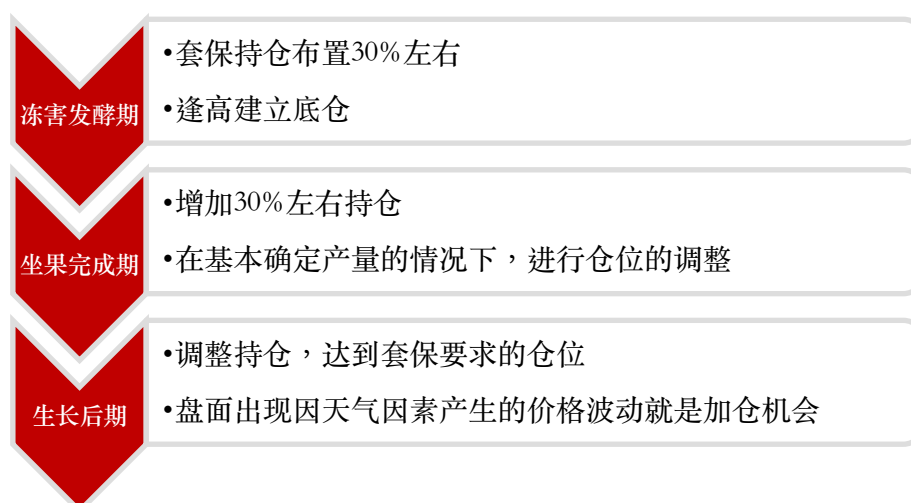 冻害发酵期
•套保持仓布置30%左右
•逢高建立底仓
坐果完成期
•增加30%左右持仓
•在基本确定产量的情况下，进行仓位的调整
生长后期
•调整持仓，达到套保要求的仓位
•盘面出现因天气因素产生的价格波动就是加仓机会